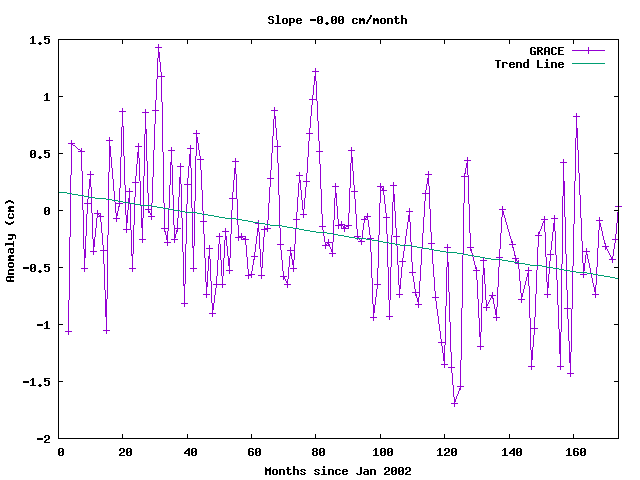 Slope -0.00 cm/month
GRACE
Trend Line
1.5
1
0.5
0
-0.5
-1
-1.5
-2
Anomaly (cm)
0 20 40 60 80 100 120 140 160
Months since Jan 2002